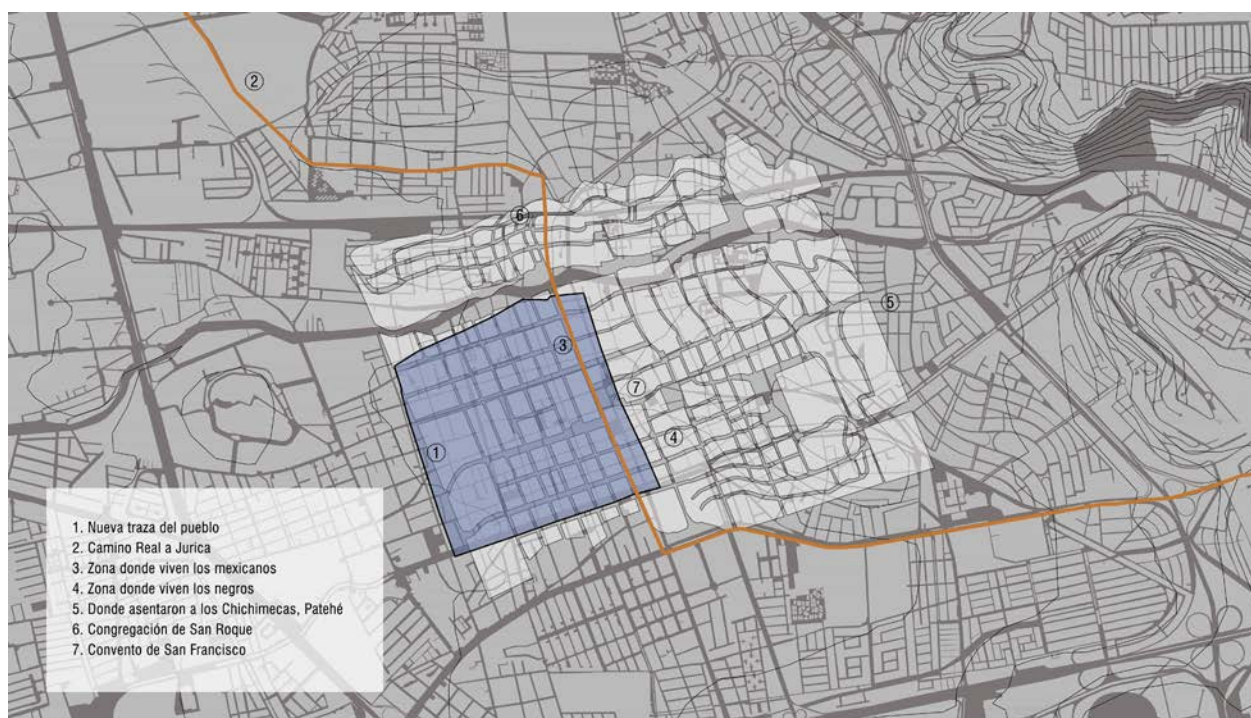 ②
⑥
⑤
③
⑦
④
①
1. Nueva traza del pueblo
2. Camino Real a Jurica
3. Zona donde viven los mexicanos
4. Zona donde viven los negros
5. Donde asentaron a los Chichimecas, Patehé
6. Congregación de San Roque
7. Convento de San Francisco